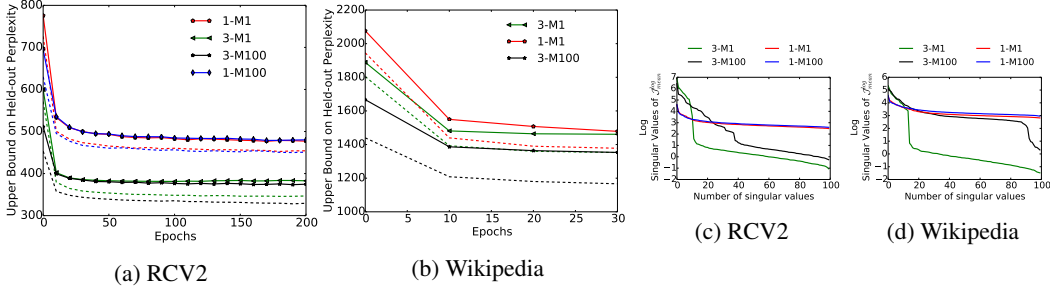 Upper Bound on Held-out Perplexity
800
700
600
500
400
300
0 50 100 150 200
Epochs
1-M1
3-M1
3-M100
1-M100
(a) RCV2
Upper Bound on Held-out Perplexity
2200
2000
1800
1600
1400
1200
1000
0 5 10 15 20 25 30
Epochs
3-M1
1-M1
3-M100
(b) Wikipedia
3-M1 1-M1
3-M100 1-M100
Log
Singular Values of
7
6
5
4
3
2
1
0
−1
−2
0 20 40 60 80 100
Number of singular values
(c) RCV2
3-M1 1-M1
3-M100 1-M100
Log
Singular Values of
6
5
4
3
2
1
0
−1
−2
0 20 40 60 80 100
Number of singular values
(d) Wikipedia